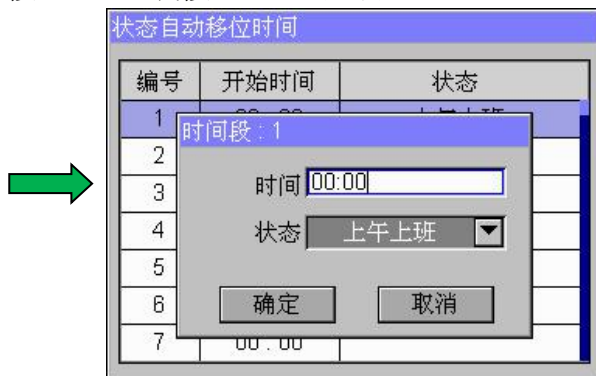 状态自动移位时间
编号 开始时间 状态
1
时间段 : 1
2
时间 00:00
3
状态 上午上班
4
5
确定 取消
6
7 00 : 00